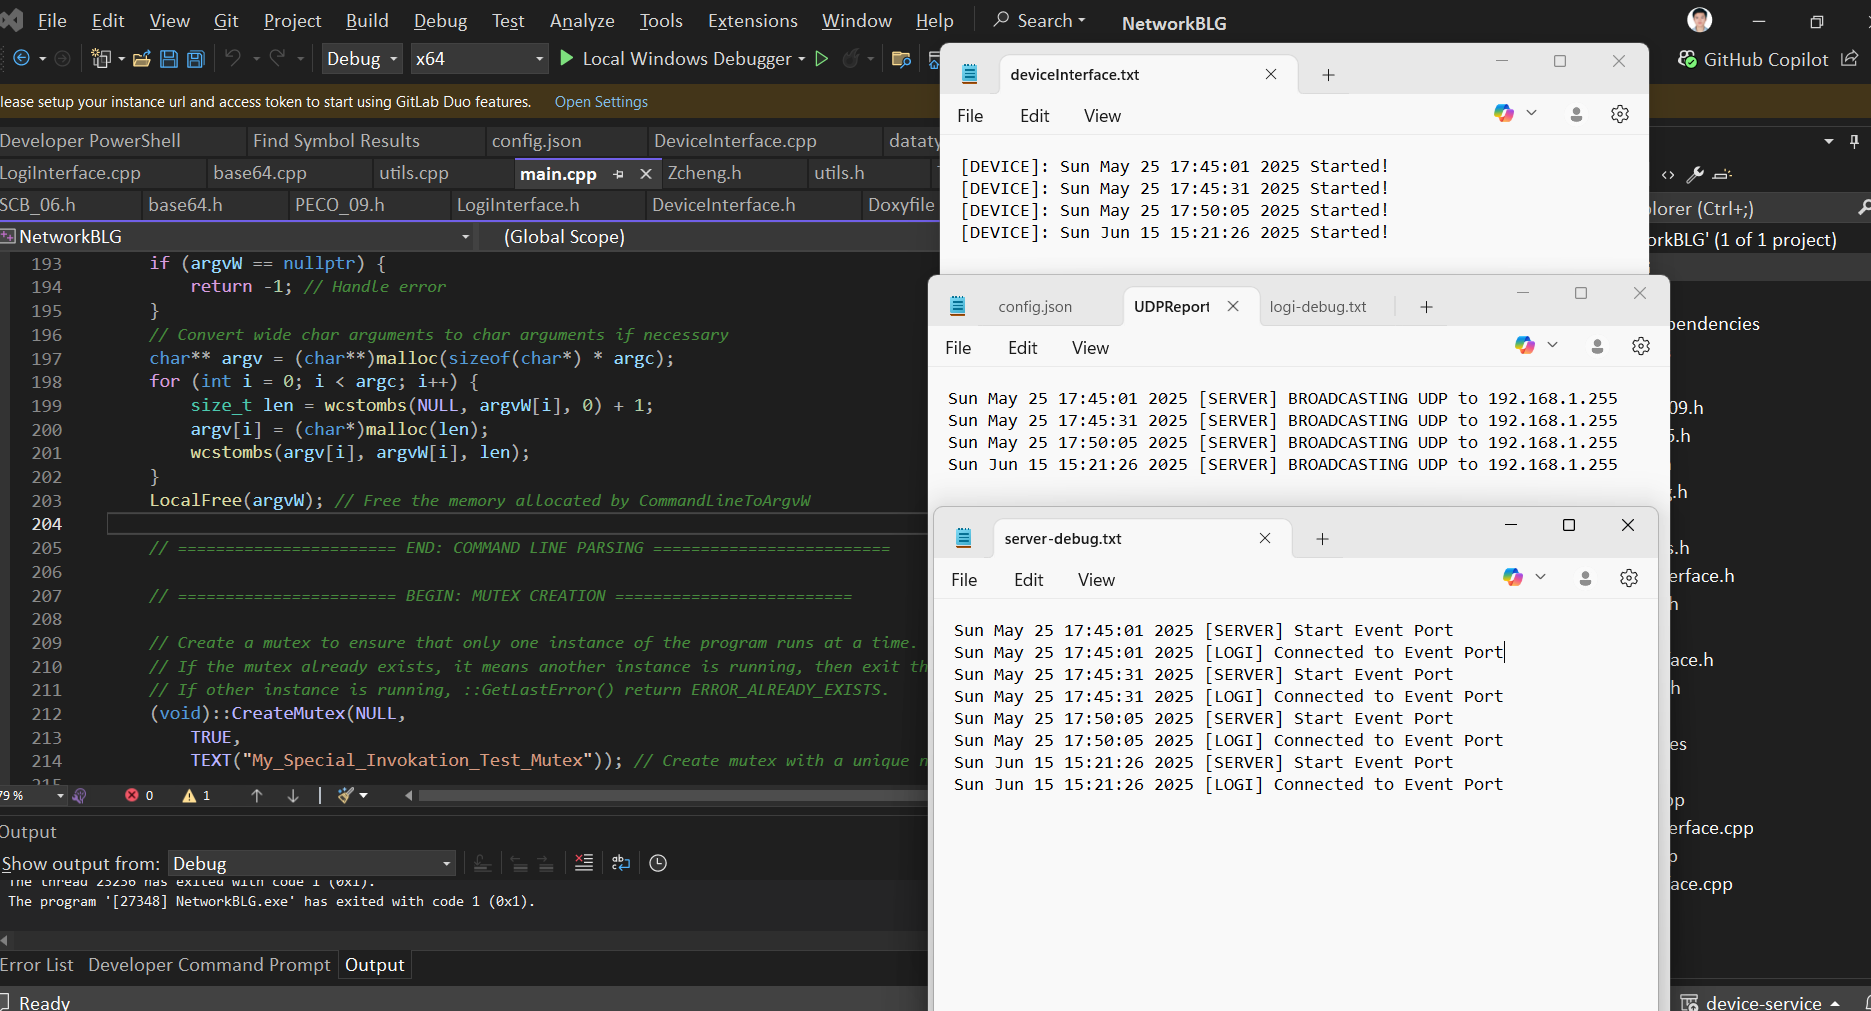 File Edit View Git Project Build Debug Test Analyze Tools Extensions Window Help Search NetworkBLG
Debug x64 Local Windows Debugger GitHub Copilot
lease setup your instance url and access token to start using GitLab Duo features. Open Settings
Developer PowerShell Find Symbol Results config.json DeviceInterface.cpp dataty
LogiInterface.cpp base64.cpp utils.cpp main.cpp Zcheng.h utils.h
SCB_06.h base64.h PECO_09.h LogiInterface.h DeviceInterface.h Doxyfile
NetworkBLG (Global Scope)
193 if (argvW == nullptr) {
194 return -1; // Handle error
195 }
196 // Convert wide char arguments to char arguments if necessary
197 char** argv = (char**)malloc(sizeof(char*) * argc);
198 for (int i = 0; i < argc; i++) {
199 size_t len = wcstombs(NULL, argvW[i], 0) + 1;
200 argv[i] = (char*)malloc(len);
201 wcstombs(argv[i], argvW[i], len);
202 }
203 LocalFree(argvW); // Free the memory allocated by CommandLineToArgvW
204
205 // ======================== END: COMMAND LINE PARSING ==========================
206
207 // ======================== BEGIN: MUTEX CREATION ==========================
208
209 // Create a mutex to ensure that only one instance of the program runs at a time.
210 // If the mutex already exists, it means another instance is running, then exit th
211 // If other instance is running, ::GetLastError() return ERROR_ALREADY_EXISTS.
212 (void)::CreateMutex(NULL,
213 TRUE,
214 TEXT("My_Special_Invokation_Test_Mutex")); // Create mutex with a unique n
79 % 0 1
Output
Show output from: Debug
The thread 23256 has exited with code 1 (0x1).
The program '[27348] NetworkBLG.exe' has exited with code 1 (0x1).
Error List Developer Command Prompt Output
Ready
deviceInterface.txt
File Edit View
[DEVICE]: Sun May 25 17:45:01 2025 Started!
[DEVICE]: Sun May 25 17:45:31 2025 Started!
[DEVICE]: Sun May 25 17:50:05 2025 Started!
[DEVICE]: Sun Jun 15 15:21:26 2025 Started!
config.json UDPReport logi-debug.txt
File Edit View
Sun May 25 17:45:01 2025 [SERVER] BROADCASTING UDP to 192.168.1.255
Sun May 25 17:45:31 2025 [SERVER] BROADCASTING UDP to 192.168.1.255
Sun May 25 17:50:05 2025 [SERVER] BROADCASTING UDP to 192.168.1.255
Sun Jun 15 15:21:26 2025 [SERVER] BROADCASTING UDP to 192.168.1.255
server-debug.txt
File Edit View
Sun May 25 17:45:01 2025 [SERVER] Start Event Port
Sun May 25 17:45:01 2025 [LOGI] Connected to Event Port
Sun May 25 17:45:31 2025 [SERVER] Start Event Port
Sun May 25 17:45:31 2025 [LOGI] Connected to Event Port
Sun May 25 17:50:05 2025 [SERVER] Start Event Port
Sun May 25 17:50:05 2025 [LOGI] Connected to Event Port
Sun Jun 15 15:21:26 2025 [SERVER] Start Event Port
Sun Jun 15 15:21:26 2025 [LOGI] Connected to Event Port
lorer (Ctrl+;)
orkBLG' (1 of 1 project)
pendencies
09.h
.h
s.h
erface.h
h
ace.h
h
es
pp
erface.cpp
p
ace.cpp
device-service